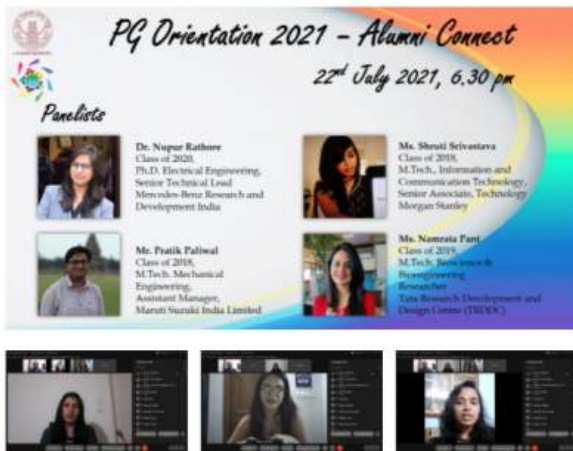 PG Orientation 2021 – Alumni Connect
22nd July 2021, 6.30 pm
Panelists
Dr. Nupur Rathore
Class of 2020,
Ph.D. Electrical Engineering,
Senior Technical Lead
Mercedes-Benz Research and
Development India
Ms. Shruti Srivastava
Class of 2018,
M.Tech., Information and
Communication Technology,
Senior Associate, Technology
Morgan Stanley
Mr. Pratik Paliwal
Class of 2018,
M.Tech. Mechanical
Engineering,
Assistant Manager,
Maruti Suzuki India Limited
Ms. Namrata Pant
Class of 2019,
M.Tech. Bioscience &
Bioengineering
Researcher
Tata Research Development and
Design Centre (TRDDC)